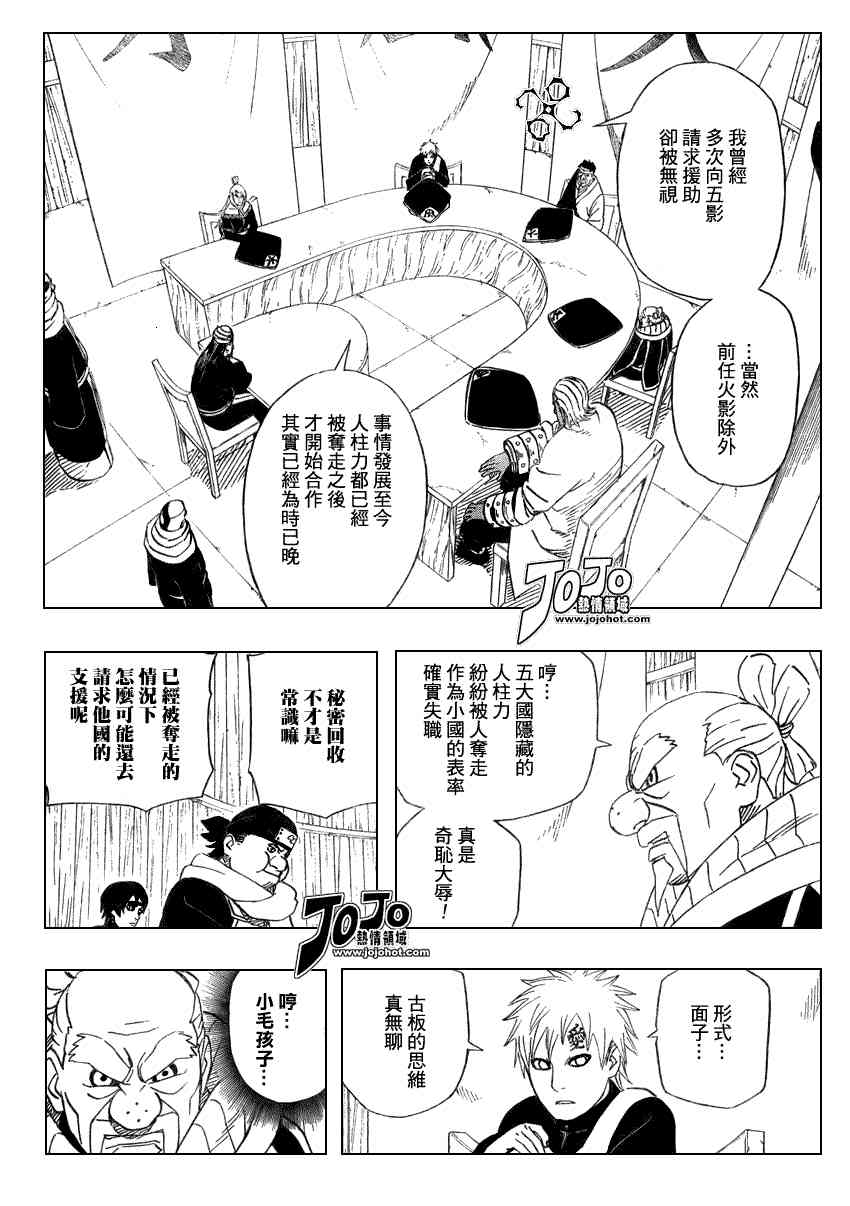 我曾經
多次向五影
請求援助
卻被無視
…當然
前任火影除外
事情發展至今
人柱力都已經
被奪走之後
才開始合作
其實已經為時已晚
JOJO
熱情領域
www.jojohot.com
哼…
五大國隱藏的
人柱力
紛紛被人奪走
作為小國的表率
確實失職
真是
奇恥大辱!
秘密回收
不才是
常識嘛
已經被奪走的
情況下
怎麼可能還去
請求他國的
支援呢
JOJO
熱情領域
www.jojohot.com
形式…
面子…
愛
古板的思維
真無聊
哼…
小毛孩子…